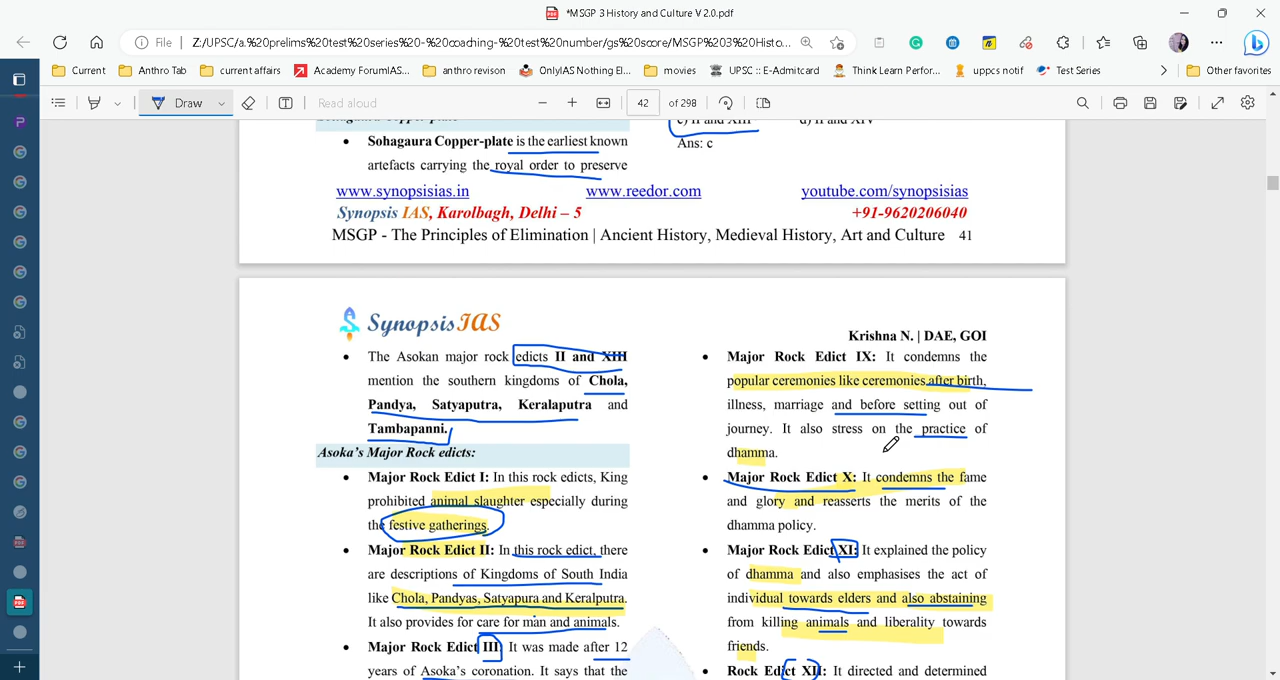 *MSGP 3 History and Culture V 2.0.pdf
File | Z:/UPSC/a.%20prelims%20test%20series%20-%20coaching-%20test%20number/gs%20score/MSGP%203%20Histo...
Current
Anthro Tab
current affairs
Academy ForumIAS...
anthro revison
OnlyIAS Nothing El...
movies
UPSC :: E-Admitcard
Think Learn Perfor...
uppcs notif
Test Series
Other favorites
Draw
Read aloud
42 of 298
Sohagaura Copper-plate
• Sohagaura Copper-plate is the earliest known
artefacts carrying the royal order to preserve
c) II and XIII
d) II and XIV
Ans: c
www.synopsisias.in www.reedor.com youtube.com/synopsisias
Synopsis IAS, Karolbagh, Delhi – 5 +91-9620206040
MSGP - The Principles of Elimination | Ancient History, Medieval History, Art and Culture 41
Synopsis IAS
Krishna N. | DAE, GOI
• The Asokan major rock edicts II and XIII
mention the southern kingdoms of Chola,
Pandya, Satyaputra, Keralaputra and
Tambapanni.
Asoka's Major Rock edicts:
• Major Rock Edict I: In this rock edicts, King
prohibited animal slaughter especially during
the festive gatherings.
• Major Rock Edict II: In this rock edict, there
are descriptions of Kingdoms of South India
like Chola, Pandyas, Satyapura and Keralputra.
It also provides for care for man and animals.
• Major Rock Edict III: It was made after 12
years of Asoka's coronation. It says that the
• Major Rock Edict IX: It condemns the
popular ceremonies like ceremonies after birth,
illness, marriage and before setting out of
journey. It also stress on the practice of
dhamma.
• Major Rock Edict X: It condemns the fame
and glory and reasserts the merits of the
dhamma policy.
• Major Rock Edict XI: It explained the policy
of dhamma and also emphasises the act of
individual towards elders and also abstaining
from killing animals and liberality towards
friends.
• Rock Edict XII: It directed and determined